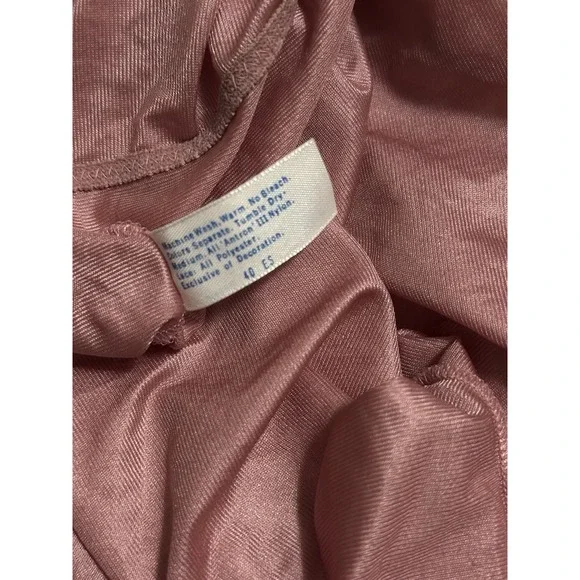 Machine Wash. Warm. No Bleach.
Colors Separate. Tumble Dry-
Medium. All Antron III Nylon.
Lace: All Polyester.
Exclusive of Decoration.
40 ES